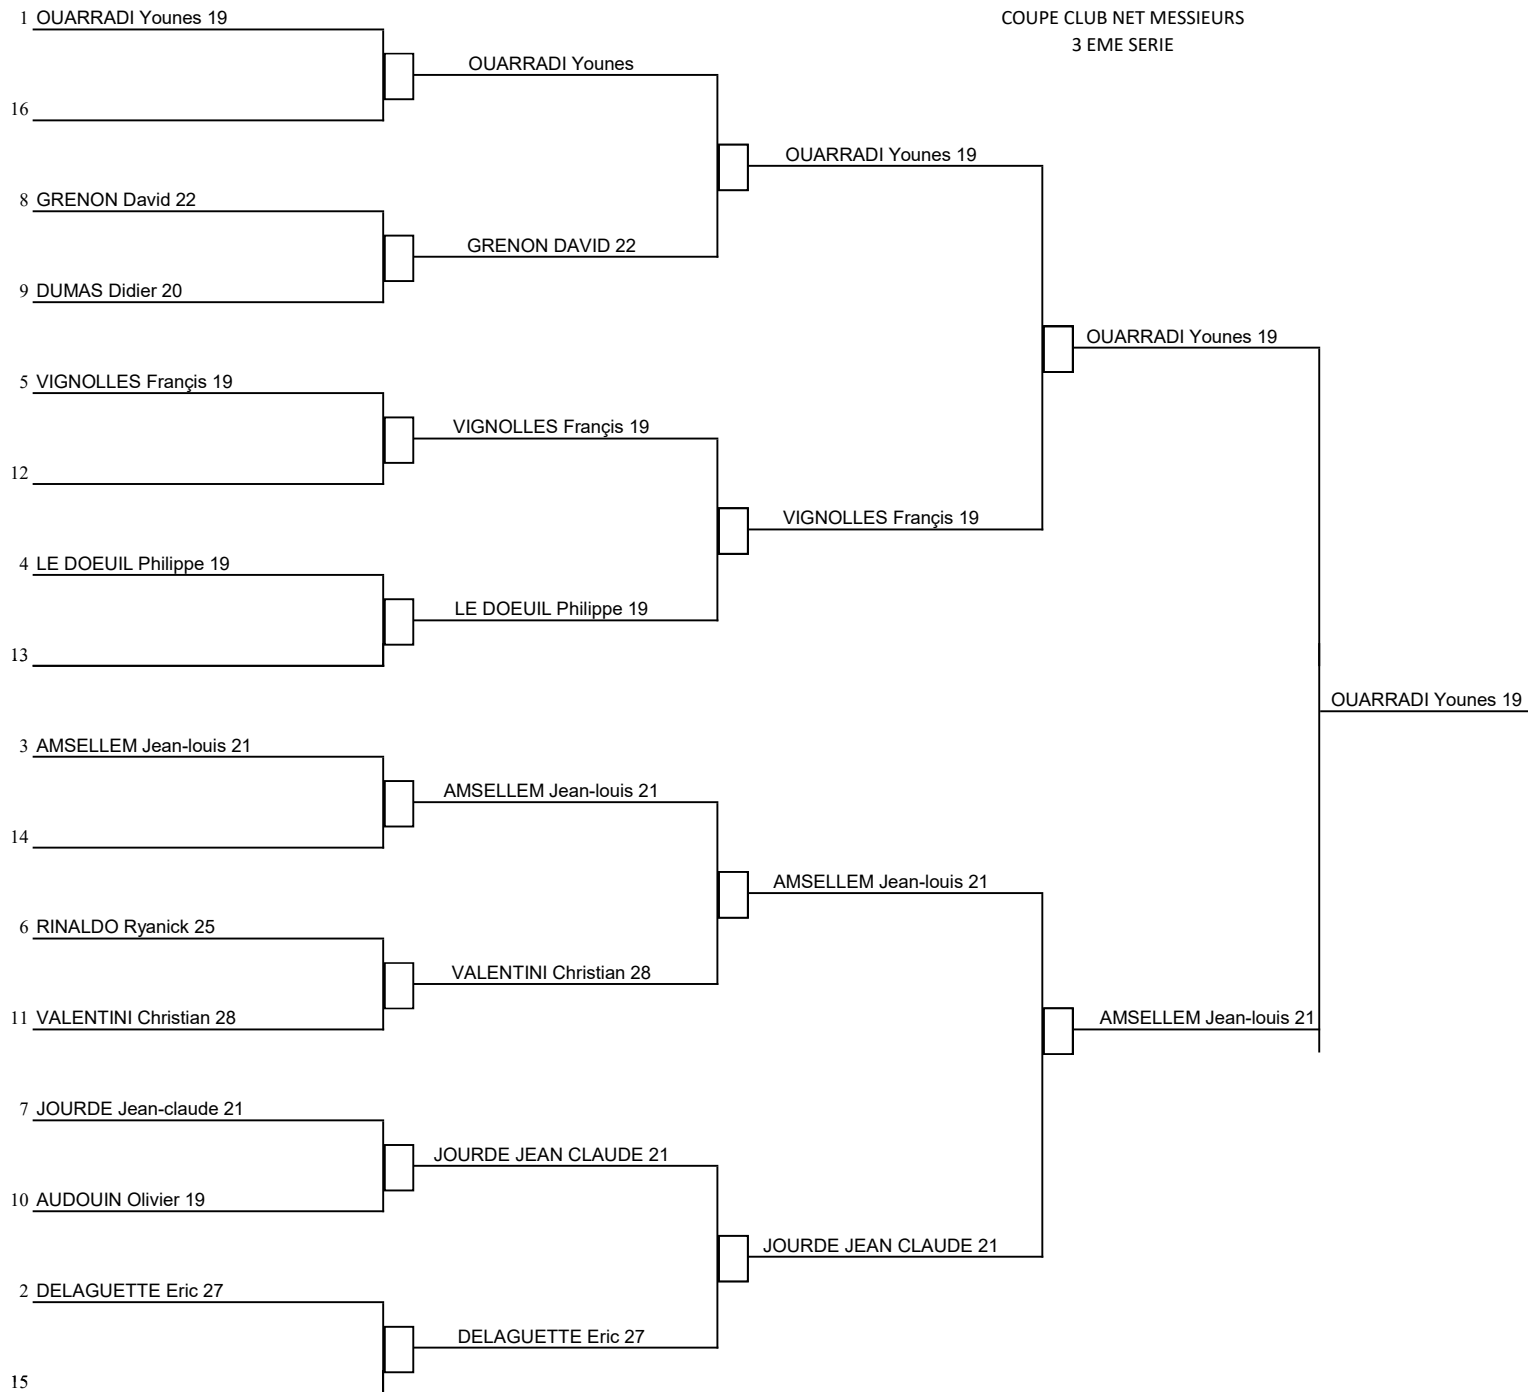 COUPE CLUB NET MESSIEURS
3 EME SERIE
1 OUARRADI Younes 19
16
8 GRENON David 22
9 DUMAS Didier 20
5 VIGNOLLES Françis 19
12
4 LE DOEUIL Philippe 19
13
3 AMSELLEM Jean-louis 21
14
6 RINALDO Ryanick 25
11 VALENTINI Christian 28
7 JOURDE Jean-claude 21
10 AUDOUIN Olivier 19
2 DELAGUETTE Eric 27
15
OUARRADI Younes
GRENON DAVID 22
VIGNOLLES Françis 19
LE DOEUIL Philippe 19
AMSELLEM Jean-louis 21
VALENTINI Christian 28
JOURDE JEAN CLAUDE 21
DELAGUETTE Eric 27
OUARRADI Younes 19
VIGNOLLES Françis 19
AMSELLEM Jean-louis 21
JOURDE JEAN CLAUDE 21
OUARRADI Younes 19
AMSELLEM Jean-louis 21
OUARRADI Younes 19